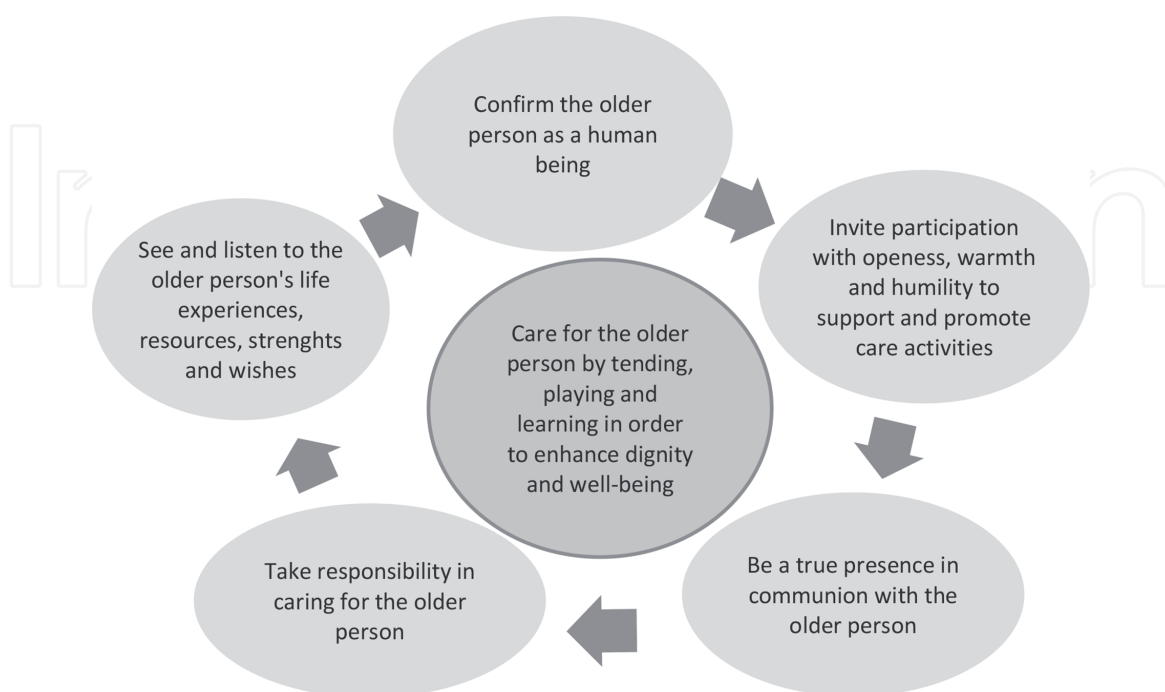 Confirm the older
person as a human
being
Invite participation
with openess, warmth
and humility to
support and promote
care activities
Be a true presence in
communion with the
older person
Take responsibility in
caring for the older
person
See and listen to the
older person's life
experiences,
resources, strenghts
and wishes
Care for the older
person by tending,
playing and
learning in order
to enhance dignity
and well-being